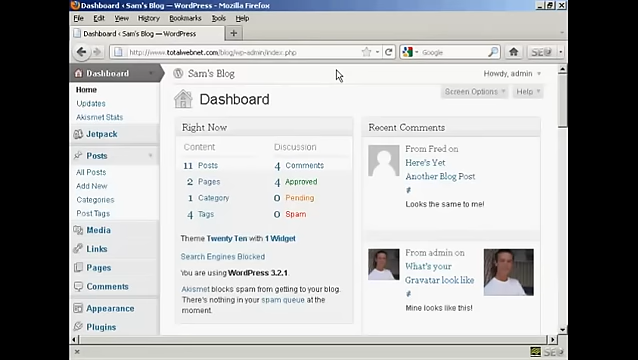 Dashboard ‹ Sam's Blog — WordPress - Mozilla Firefox
File Edit View History Bookmarks Tools Help
Dashboard ‹ Sam's Blog — WordPress
http://www.totalwebnet.com/blog/wp-admin/index.php
Google
SEO
Dashboard
Home
Updates
Akismet Stats
Jetpack
Posts
All Posts
Add New
Categories
Post Tags
Media
Links
Pages
Comments
Appearance
Plugins
Sam's Blog
Howdy, admin
Screen Options
Help
Dashboard
Right Now
Content
Discussion
11 Posts
4 Comments
2 Pages
4 Approved
1 Category
0 Pending
4 Tags
0 Spam
Theme Twenty Ten with 1 Widget
Search Engines Blocked
You are using WordPress 3.2.1.
Akismet blocks spam from getting to your blog.
There's nothing in your spam queue at the
moment.
Recent Comments
From Fred on
Here's Yet
Another Blog Post
#
Looks the same to me!
From admin on
What's your
Gravatar look like
#
Mine looks like this!
SEO